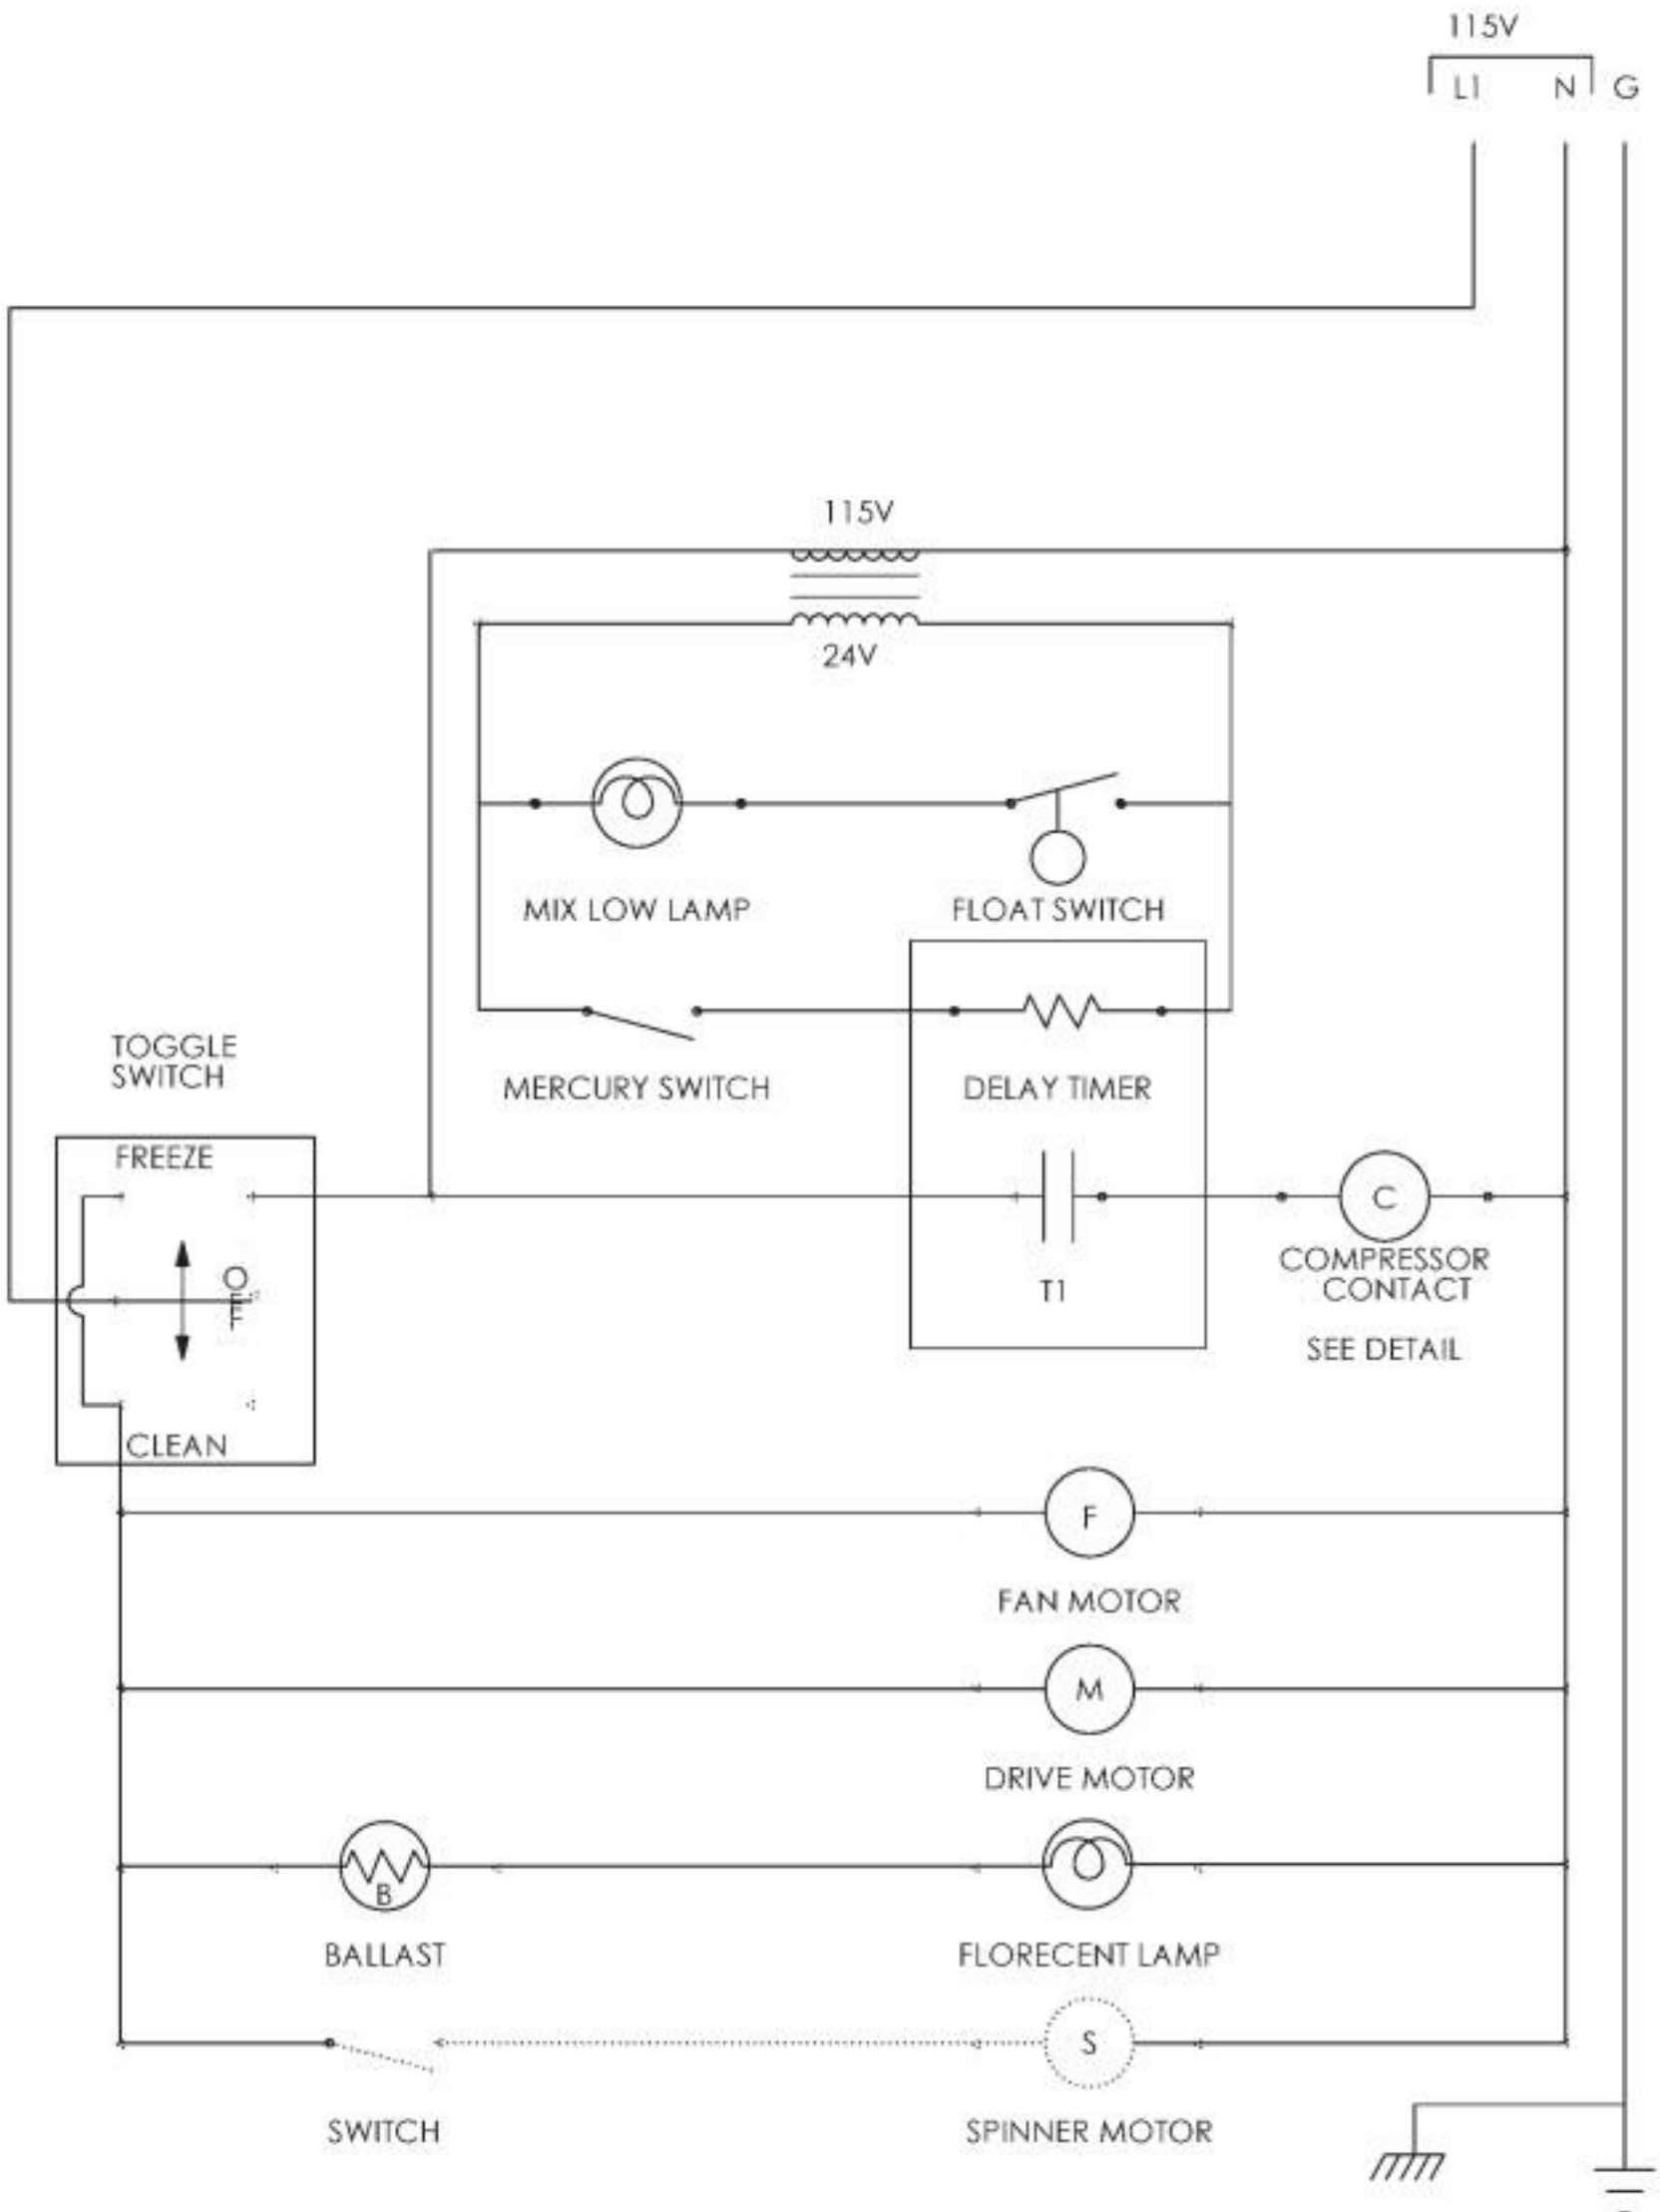 115V
L1 N G
115V
24V
MIX LOW LAMP
FLOAT SWITCH
TOGGLE
SWITCH
MERCURY SWITCH
DELAY TIMER
FREEZE
OFF
C
COMPRESSOR
CONTACT
T1
SEE DETAIL
CLEAN
F
FAN MOTOR
M
DRIVE MOTOR
B
BALLAST
FLORECENT LAMP
S
SWITCH
SPINNER MOTOR